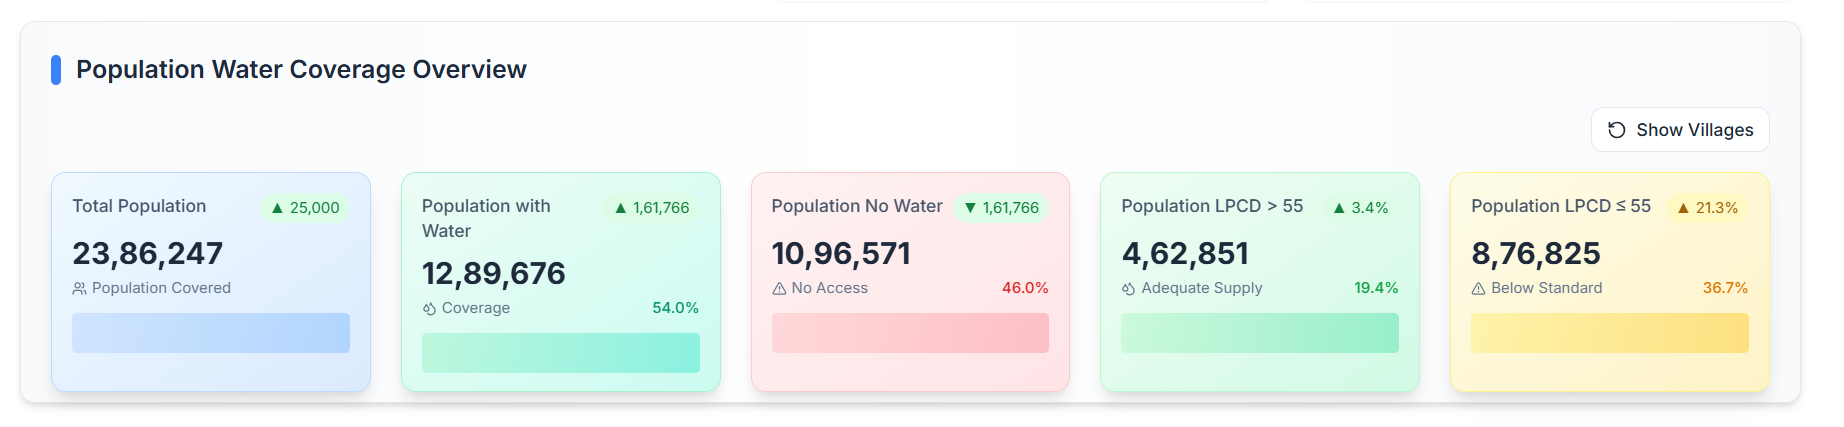 Population Water Coverage Overview
Show Villages
Total Population
▲ 25,000
23,86,247
Population Covered
Population with
Water
▲ 1,61,766
12,89,676
Coverage
54.0%
Population No Water
▼ 1,61,766
10,96,571
No Access
46.0%
Population LPCD > 55
▲ 3.4%
4,62,851
Adequate Supply
19.4%
Population LPCD ≤ 55
▲ 21.3%
8,76,825
Below Standard
36.7%